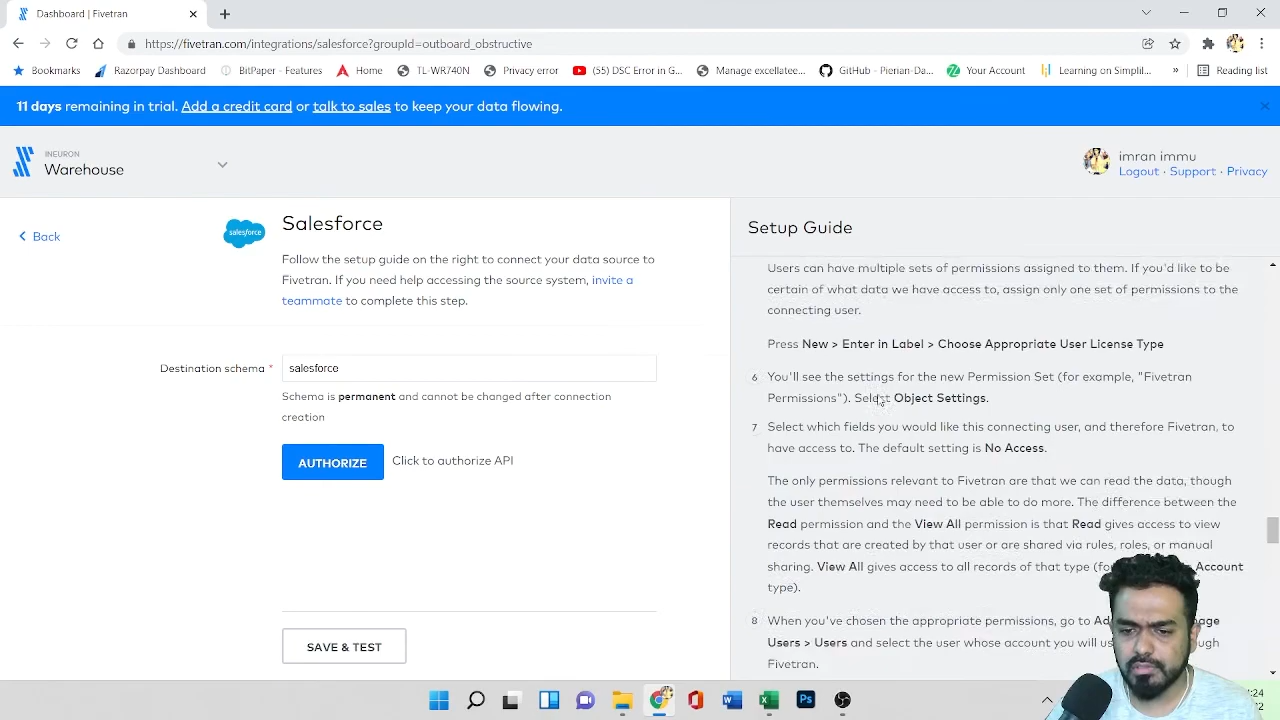 Dashboard | Fivetran
https://fivetran.com/integrations/salesforce?groupId=outboard_obstructive
Bookmarks
Razorpay Dashboard
BitPaper - Features
Home
TL-WR740N
Privacy error
(55) DSC Error in G...
Manage excellatee...
GitHub - Pierian-Da...
Your Account
Learning on Simplil...
»
Reading list
11 days remaining in trial. Add a credit card or talk to sales to keep your data flowing.
INEURON
Warehouse
imran immu
Logout · Support · Privacy
Back
salesforce
Salesforce
Follow the setup guide on the right to connect your data source to
Fivetran. If you need help accessing the source system, invite a
teammate to complete this step.
Destination schema *
salesforce
Schema is permanent and cannot be changed after connection
creation
AUTHORIZE
Click to authorize API
SAVE & TEST
Setup Guide
Users can have multiple sets of permissions assigned to them. If you'd like to be
certain of what data we have access to, assign only one set of permissions to the
connecting user.
Press New > Enter in Label > Choose Appropriate User License Type
6 You'll see the settings for the new Permission Set (for example, "Fivetran
Permissions"). Select Object Settings.
7 Select which fields you would like this connecting user, and therefore Fivetran, to
have access to. The default setting is No Access.
The only permissions relevant to Fivetran are that we can read the data, though
the user themselves may need to be able to do more. The difference between the
Read permission and the View All permission is that Read gives access to view
records that are created by that user or are shared via rules, roles, or manual
sharing. View All gives access to all records of that type (for Account
type).
8 When you've chosen the appropriate permissions, go to
Users > Users and select the user whose account you will us
Fivetran.
Ps